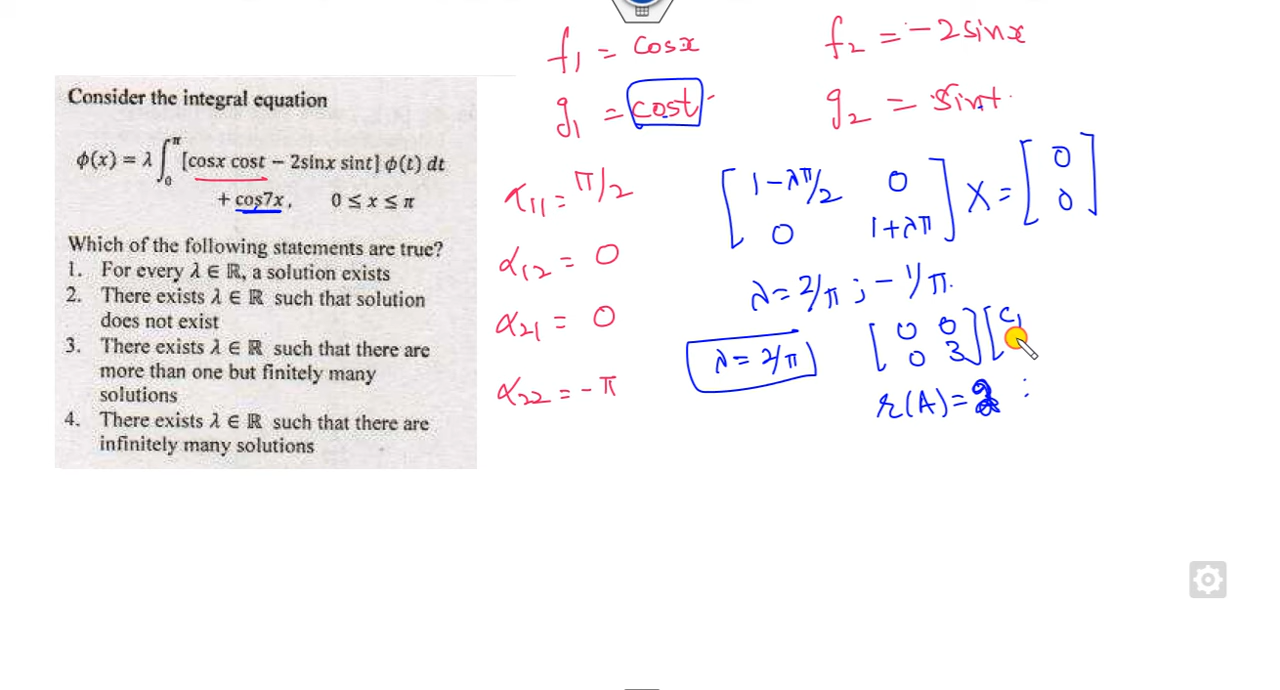 Consider the integral equation
ϕ(x) = λ ∫₀^π [cosx cost − 2sinx sint] ϕ(t) dt
+ cos7x, 0 ≤ x ≤ π
Which of the following statements are true?
1. For every λ ∈ ℝ, a solution exists
2. There exists λ ∈ ℝ such that solution
does not exist
3. There exists λ ∈ ℝ such that there are
more than one but finitely many
solutions
4. There exists λ ∈ ℝ such that there are
infinitely many solutions
f₁ = cosx
f₂ = −2sinx
g₁ = cost
g₂ = sint
α₁₁ = π/2
α₁₂ = 0
α₂₁ = 0
α₂₂ = −π
[1−λπ/2 0
0 1+λπ] X = [0
0]
λ = 2/π ; −1/π.
λ = 2/π
[0 0
0 3] [c₁
r(A) =
: